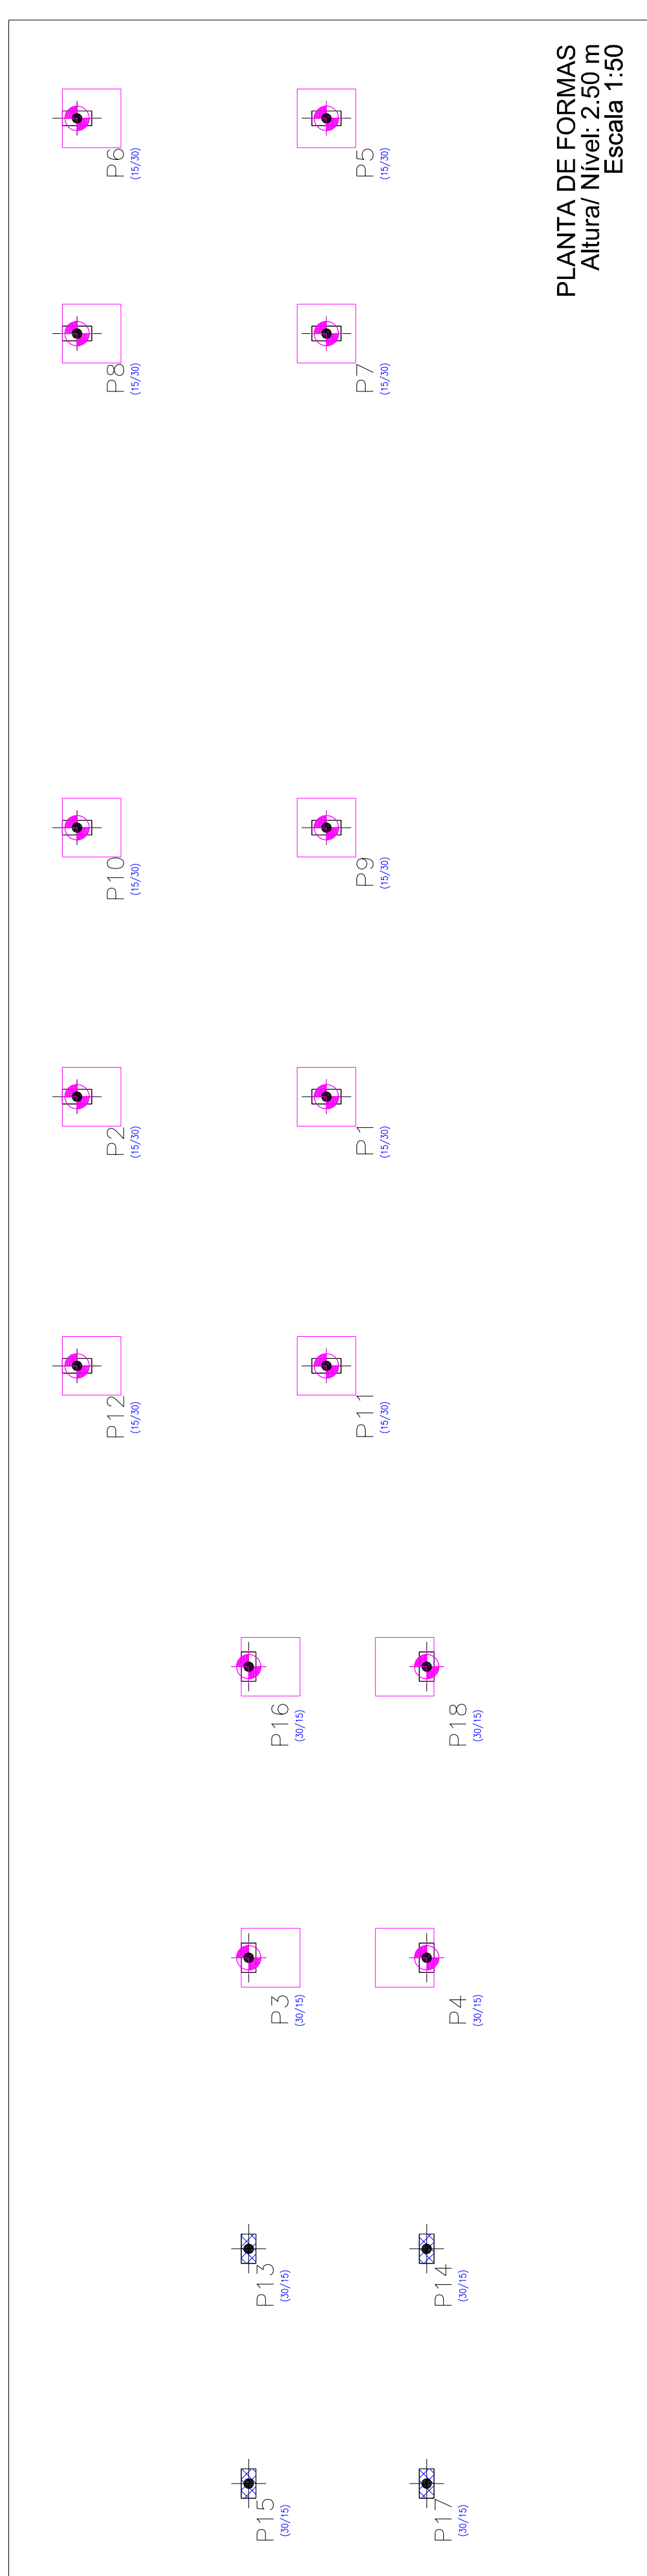 PLANTA DE FORMAS
Altura/ Nível: 2.50 m
Escala 1:50
P6
(15/30)
P5
(15/30)
P8
(15/30)
P7
(15/30)
P10
(15/30)
P9
(15/30)
P2
(15/30)
P1
(15/30)
P12
(15/30)
P11
(15/30)
P16
(30/15)
P18
(30/15)
P3
(30/15)
P4
(30/15)
P13
(30/15)
P14
(30/15)
P15
(30/15)
P17
(30/15)